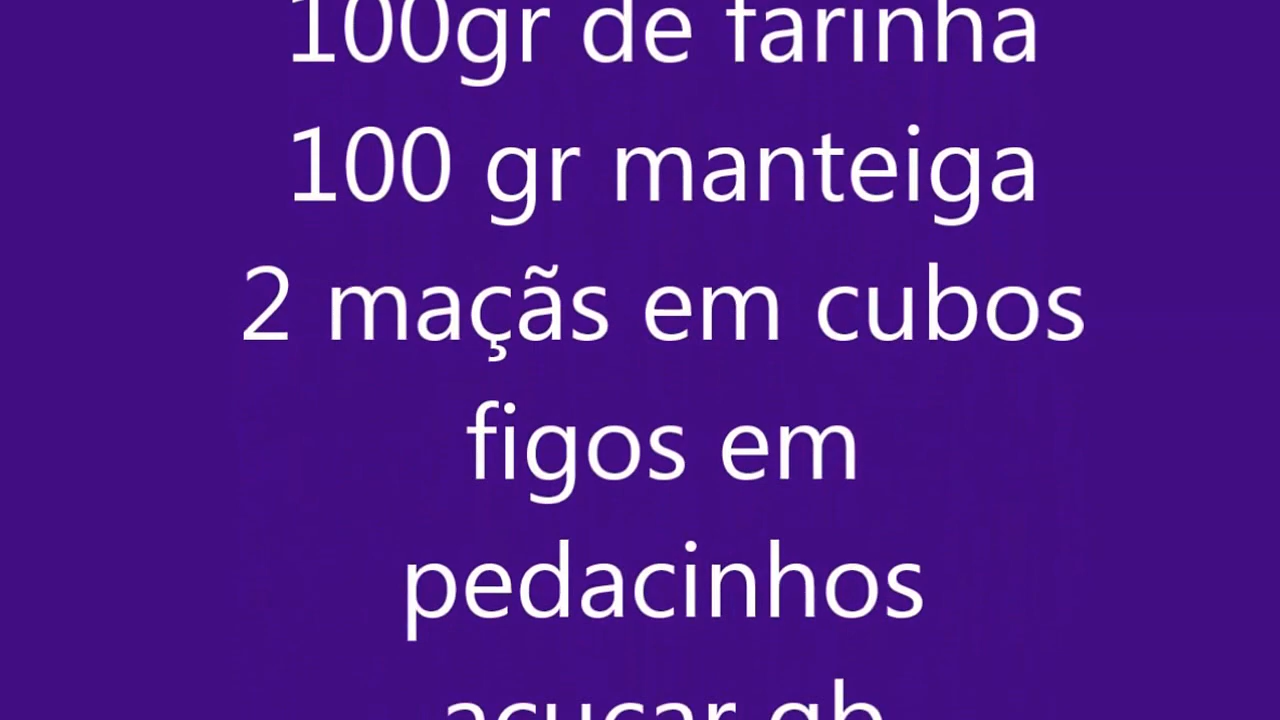 100gr de farinha
100 gr manteiga
2 maçãs em cubos
figos em
pedacinhos